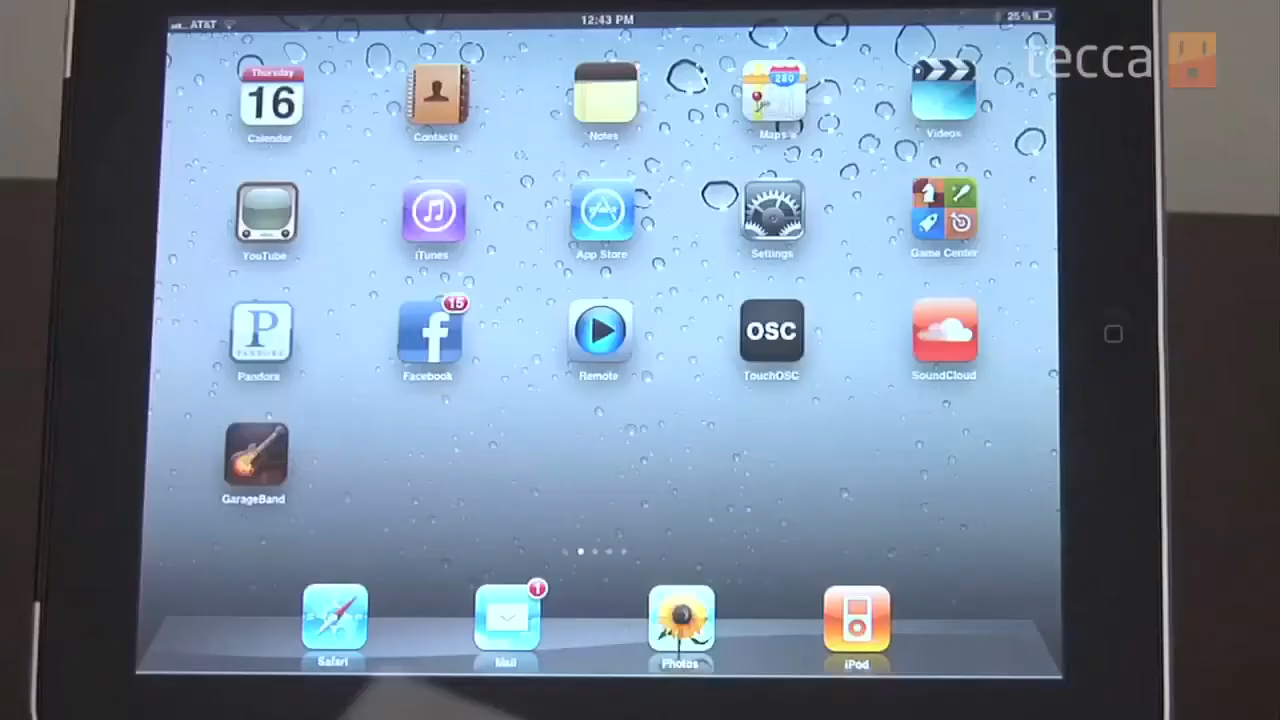 AT&T 12:43 PM 25%
tecca
Thursday
16
280
Calendar Contacts Notes Maps Videos
YouTube iTunes App Store Settings Game Center
P
PANDORA
15
f
OSC
Pandora Facebook Remote TouchOSC SoundCloud
GarageBand
1
Safari Mail Photos iPod